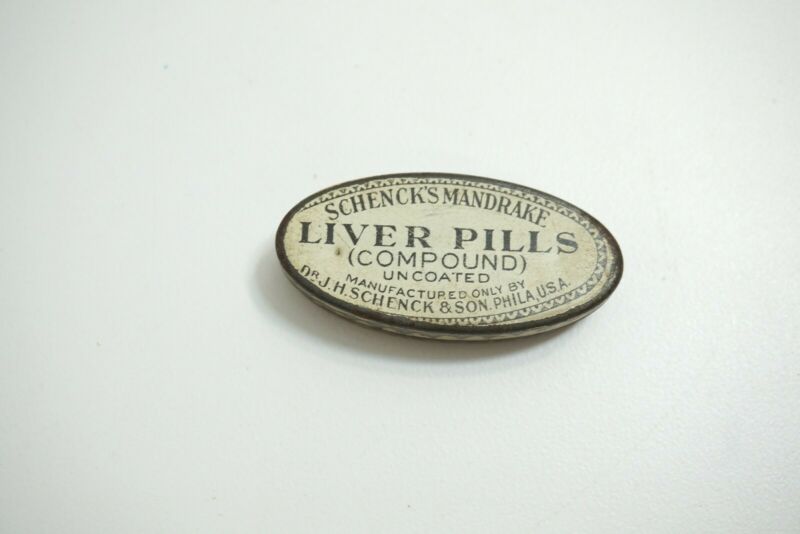 SCHENCK'S MANDRAKE
LIVER PILLS
(COMPOUND)
UNCOATED
MANUFACTURED ONLY BY
DR. J. H. SCHENCK & SON. PHILA, U.S.A.